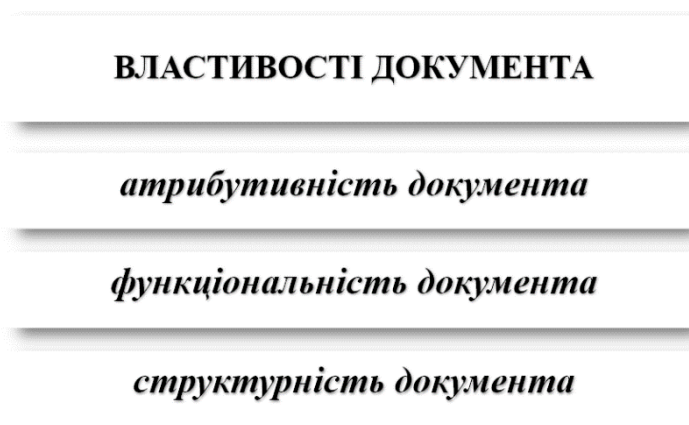 ВЛАСТИВОСТІ ДОКУМЕНТА
атрибутивність документа
функціональність документа
структурність документа